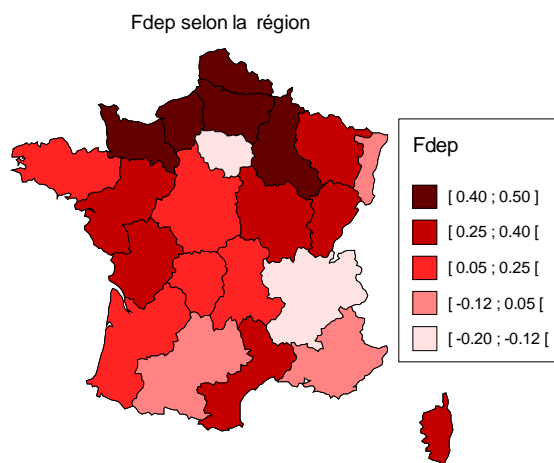 Fdep selon la  région
Fdep
[ 0.40 ; 0.50 ]
[ 0.25 ; 0.40 [
[ 0.05 ; 0.25 [
[ -0.12 ; 0.05 [
[ -0.20 ; -0.12 [